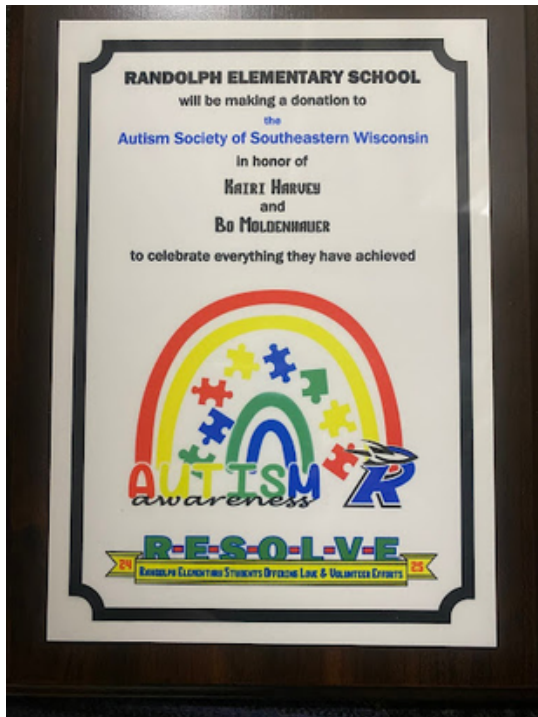 RANDOLPH ELEMENTARY SCHOOL
will be making a donation to
the
Autism Society of Southeastern Wisconsin
in honor of
KAIRI HARVEY
and
BO MOLDENHAUER
to celebrate everything they have achieved
AUTISM
awareness
R
R-E-S-O-L-V-E
24 RANDOLPH ELEMENTARY STUDENTS OFFERING LOVE & VOLUNTEER EFFORTS 25